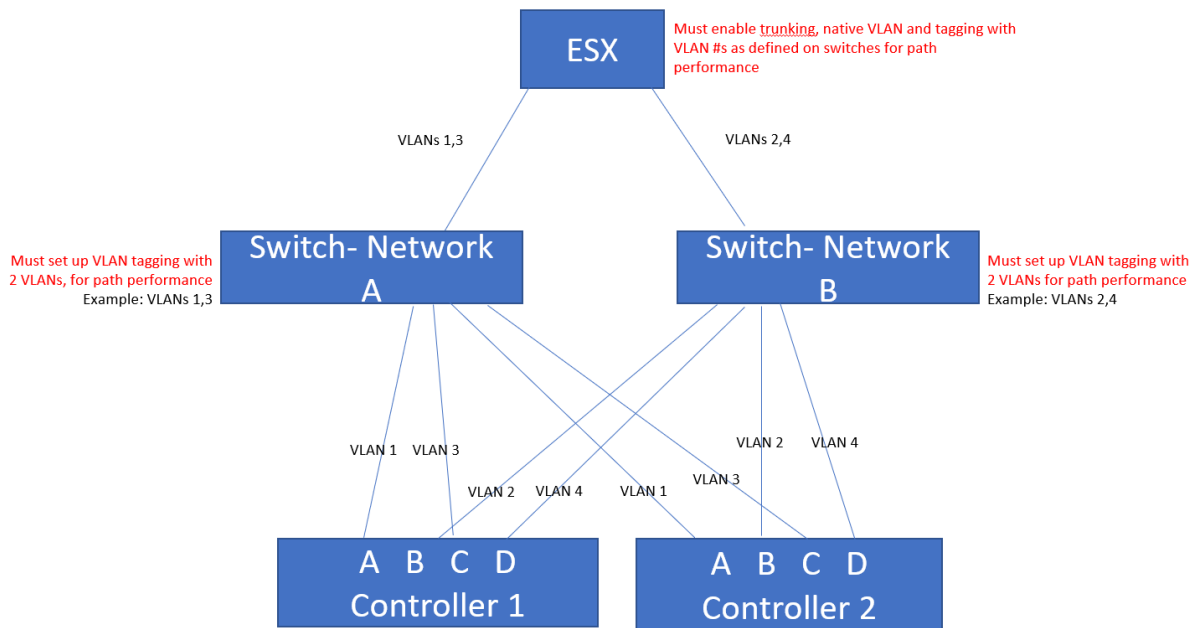 ESX
Must enable trunking, native VLAN and tagging with
VLAN #s as defined on switches for path
performance
VLANs 1,3
VLANs 2,4
Must set up VLAN tagging with
2 VLANs, for path performance
Example: VLANs 1,3
Switch- Network
A
Switch- Network
B
Must set up VLAN tagging with
2 VLANs for path performance
Example: VLANs 2,4
VLAN 1
VLAN 3
VLAN 2
VLAN 4
VLAN 1
VLAN 3
VLAN 2
VLAN 4
A B C D
Controller 1
A B C D
Controller 2